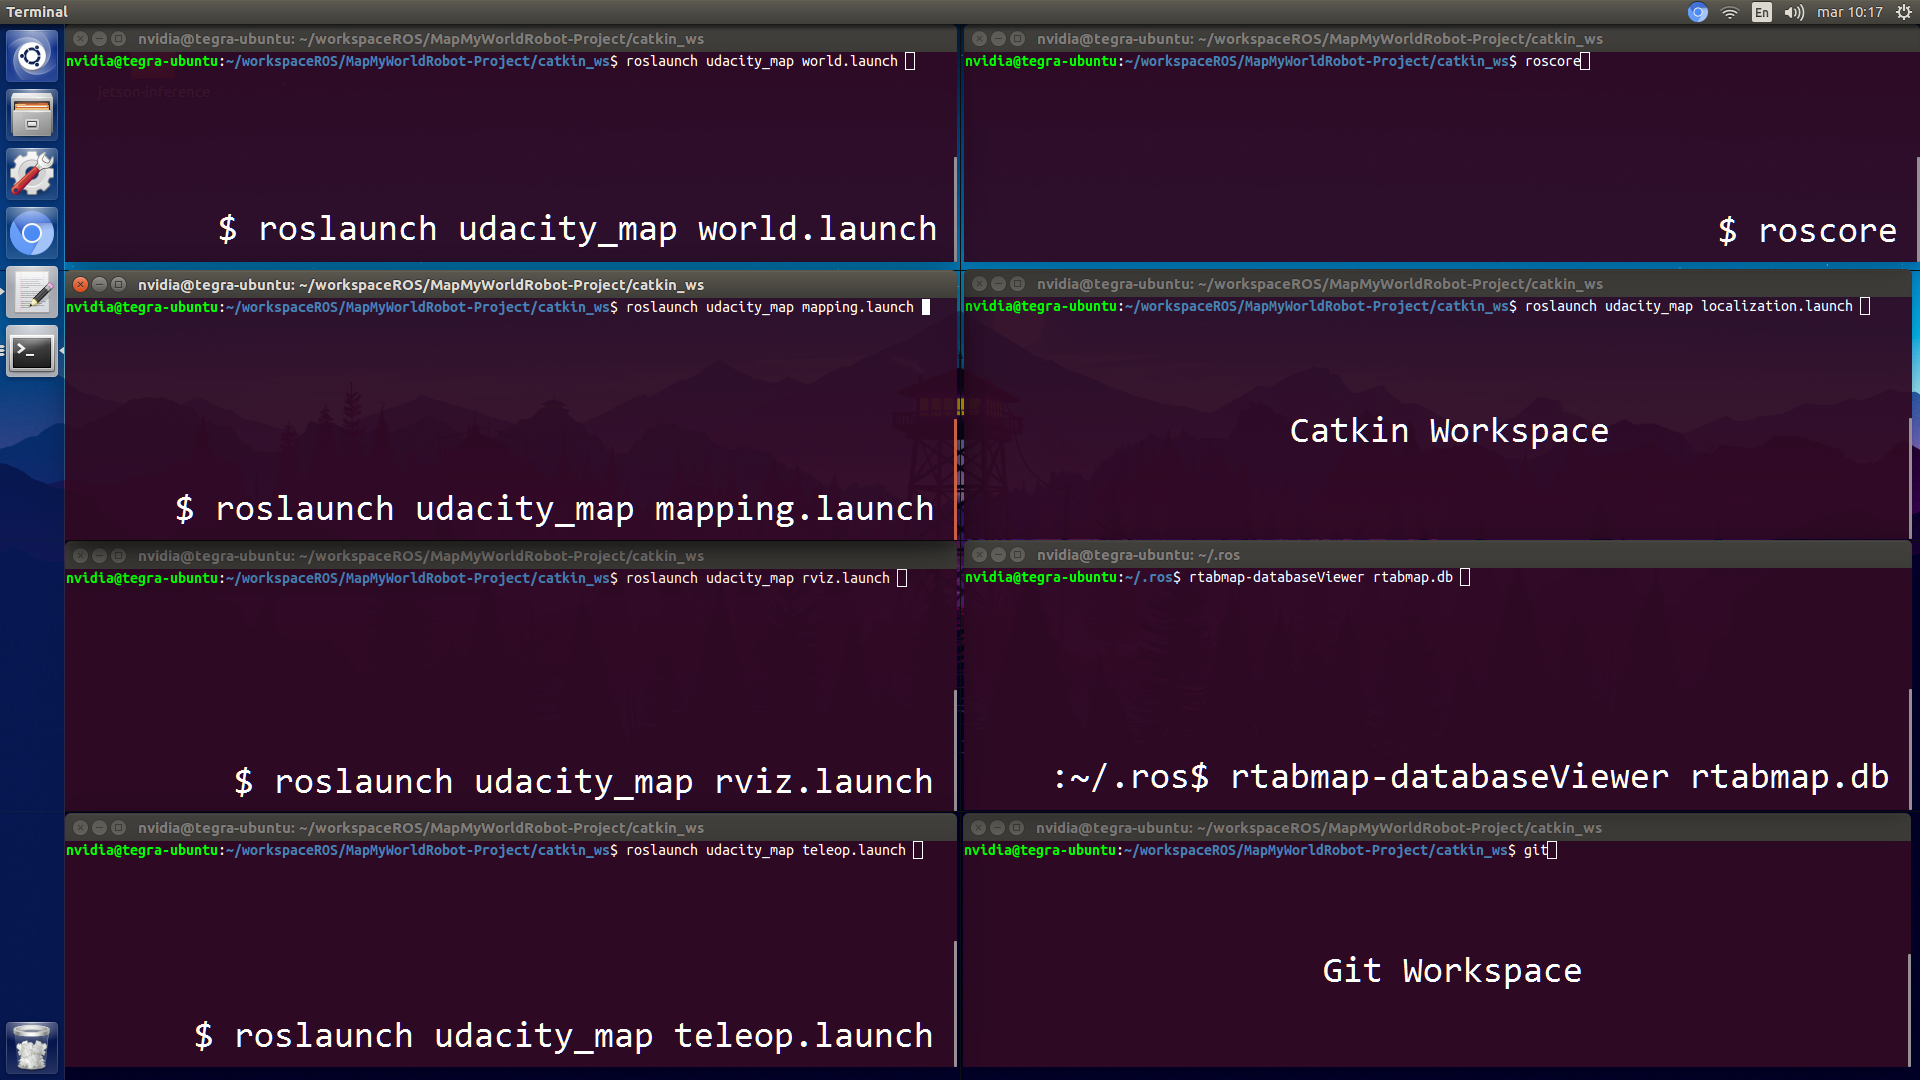 Terminal
En
mar 10:17
nvidia@tegra-ubuntu: ~/workspaceROS/MapMyWorldRobot-Project/catkin_ws
nvidia@tegra-ubuntu:~/workspaceROS/MapMyWorldRobot-Project/catkin_ws$ roslaunch udacity_map world.launch
jetson-inference
$ roslaunch udacity_map world.launch
nvidia@tegra-ubuntu: ~/workspaceROS/MapMyWorldRobot-Project/catkin_ws
nvidia@tegra-ubuntu:~/workspaceROS/MapMyWorldRobot-Project/catkin_ws$ roscore
$ roscore
nvidia@tegra-ubuntu: ~/workspaceROS/MapMyWorldRobot-Project/catkin_ws
nvidia@tegra-ubuntu:~/workspaceROS/MapMyWorldRobot-Project/catkin_ws$ roslaunch udacity_map mapping.launch
$ roslaunch udacity_map mapping.launch
nvidia@tegra-ubuntu: ~/workspaceROS/MapMyWorldRobot-Project/catkin_ws
nvidia@tegra-ubuntu:~/workspaceROS/MapMyWorldRobot-Project/catkin_ws$ roslaunch udacity_map localization.launch
Catkin Workspace
nvidia@tegra-ubuntu: ~/workspaceROS/MapMyWorldRobot-Project/catkin_ws
nvidia@tegra-ubuntu:~/workspaceROS/MapMyWorldRobot-Project/catkin_ws$ roslaunch udacity_map rviz.launch
$ roslaunch udacity_map rviz.launch
nvidia@tegra-ubuntu: ~/.ros
nvidia@tegra-ubuntu:~/.ros$ rtabmap-databaseViewer rtabmap.db
:~/.ros$ rtabmap-databaseViewer rtabmap.db
nvidia@tegra-ubuntu: ~/workspaceROS/MapMyWorldRobot-Project/catkin_ws
nvidia@tegra-ubuntu:~/workspaceROS/MapMyWorldRobot-Project/catkin_ws$ roslaunch udacity_map teleop.launch
$ roslaunch udacity_map teleop.launch
nvidia@tegra-ubuntu: ~/workspaceROS/MapMyWorldRobot-Project/catkin_ws
nvidia@tegra-ubuntu:~/workspaceROS/MapMyWorldRobot-Project/catkin_ws$ git
Git Workspace